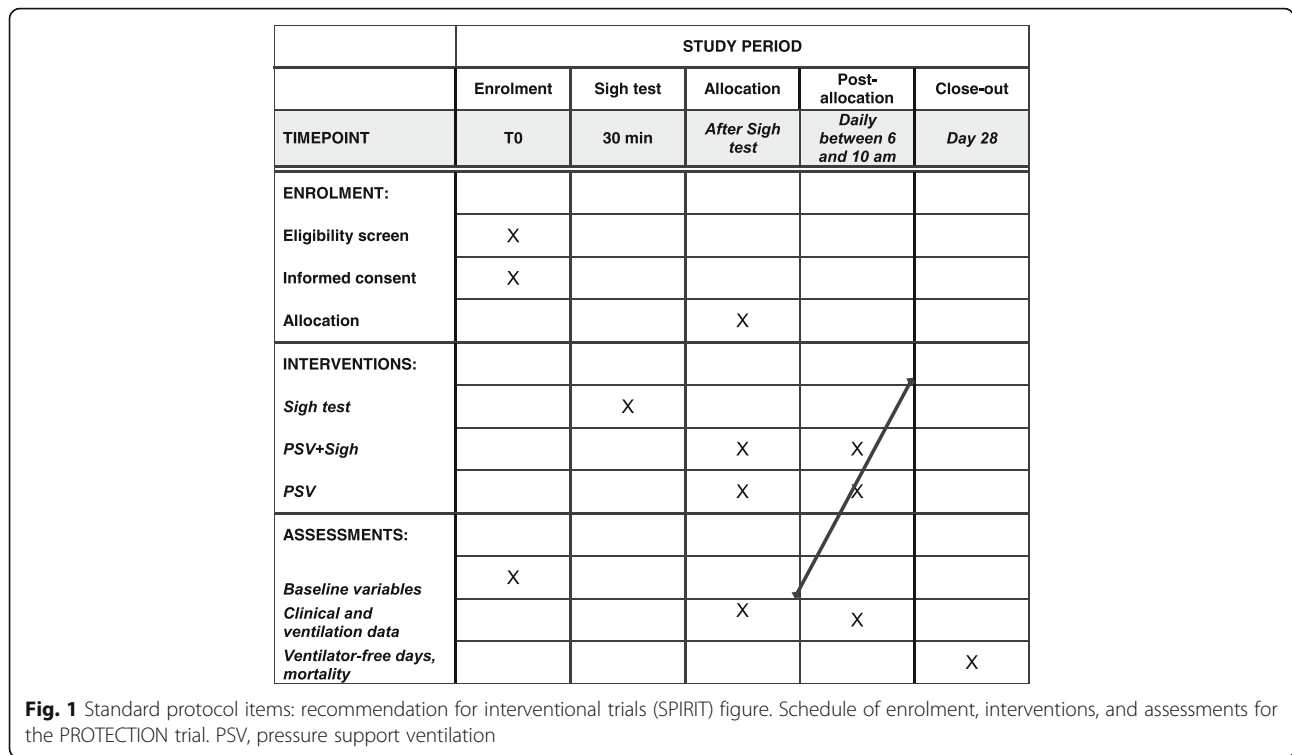 STUDY PERIOD
Enrolment Sigh test Allocation Post-allocation Close-out
TIMEPOINT T0 30 min After Sigh test Daily between 6 and 10 am Day 28
ENROLMENT:
Eligibility screen X
Informed consent X
Allocation X
INTERVENTIONS:
Sigh test X
PSV+Sigh X X
PSV X X
ASSESSMENTS:
Baseline variables X
Clinical and ventilation data X X
Ventilator-free days, mortality X
Fig. 1 Standard protocol items: recommendation for interventional trials (SPIRIT) figure. Schedule of enrolment, interventions, and assessments for
the PROTECTION trial. PSV, pressure support ventilation